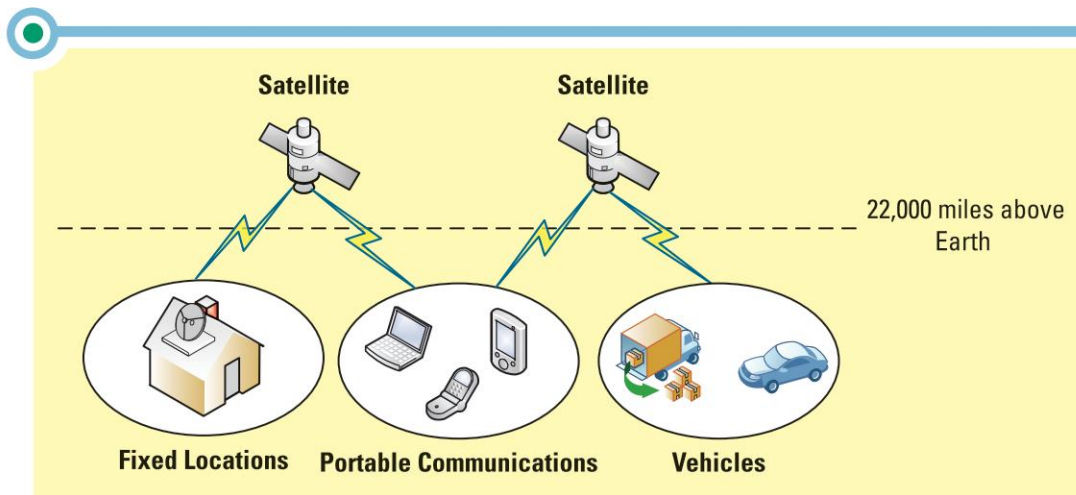 Satellite
Satellite
22,000 miles above
Earth
Fixed Locations
Portable Communications
Vehicles